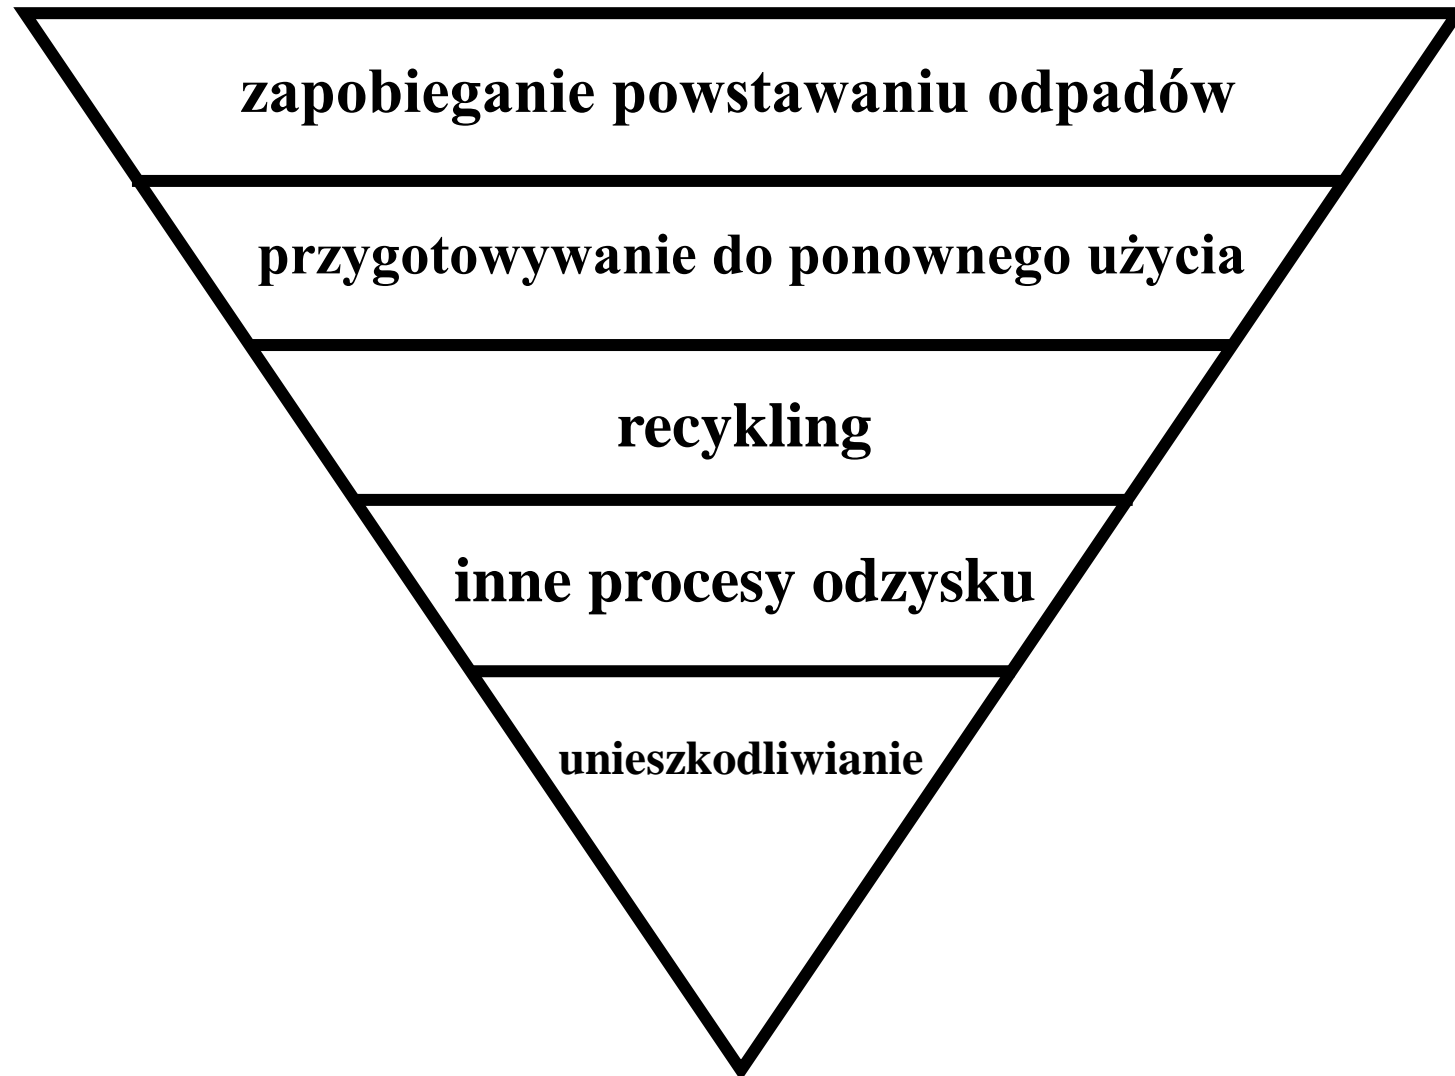 zapobieganie powstawaniu odpadów
przygotowywanie do ponownego użycia
recykling
inne procesy odzysku
unieszkodliwianie